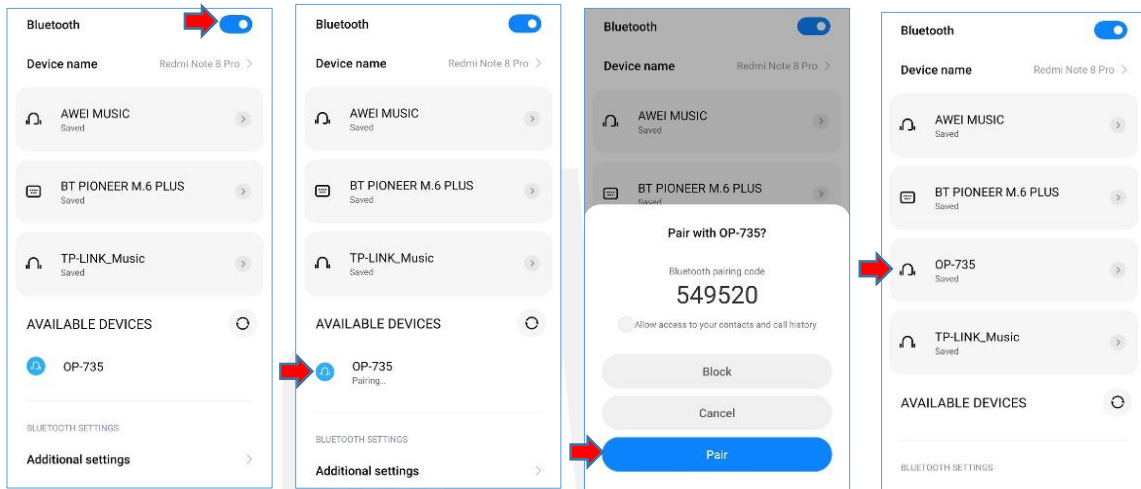 Bluetooth
Device name Redmi Note 8 Pro
AWEI MUSIC
Saved
BT PIONEER M.6 PLUS
Saved
TP-LINK_Music
Saved
AVAILABLE DEVICES
OP-735
BLUETOOTH SETTINGS
Additional settings
Bluetooth
Device name Redmi Note 8 Pro
AWEI MUSIC
Saved
BT PIONEER M.6 PLUS
Saved
TP-LINK_Music
Saved
AVAILABLE DEVICES
OP-735
Pairing...
BLUETOOTH SETTINGS
Additional settings
Bluetooth
Device name Redmi Note 8 Pro
AWEI MUSIC
Saved
BT PIONEER M.6 PLUS
Saved
Pair with OP-735?
Bluetooth pairing code
549520
Allow access to your contacts and call history
Block
Cancel
Pair
Bluetooth
Device name Redmi Note 8 Pro
AWEI MUSIC
Saved
BT PIONEER M.6 PLUS
Saved
OP-735
Saved
TP-LINK_Music
Saved
AVAILABLE DEVICES
BLUETOOTH SETTINGS